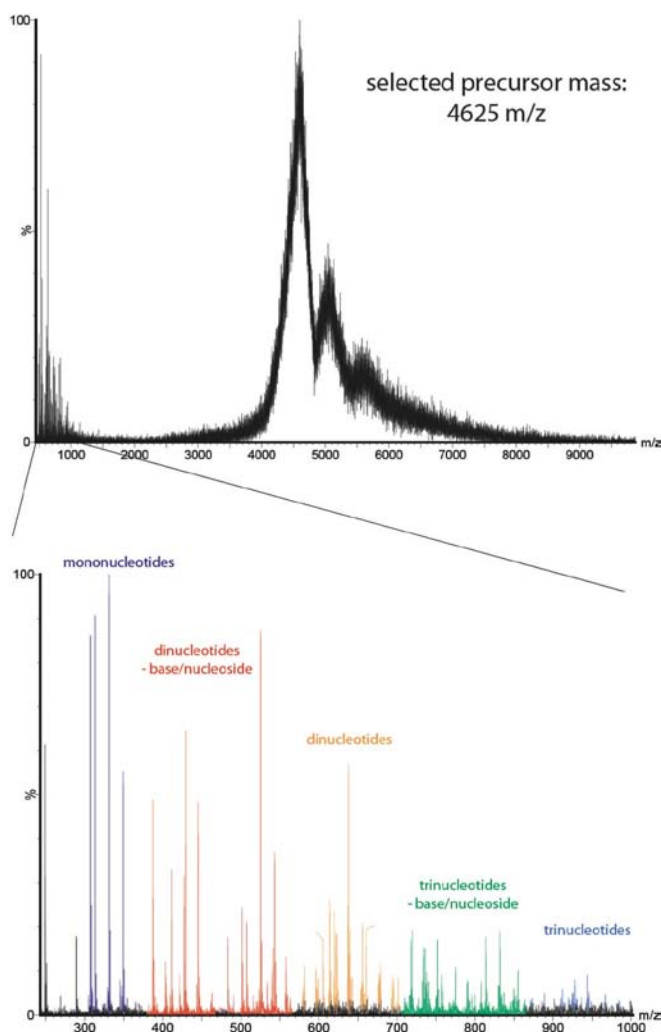 100
selected precursor mass:
4625 m/z
%
0
1000 2000 3000 4000 5000 6000 7000 8000 9000 m/z
100
mononucleotides
dinucleotides
- base/nucleoside
dinucleotides
%
trinucleotides
- base/nucleoside
trinucleotides
0
300 400 500 600 700 800 900 1000 m/z